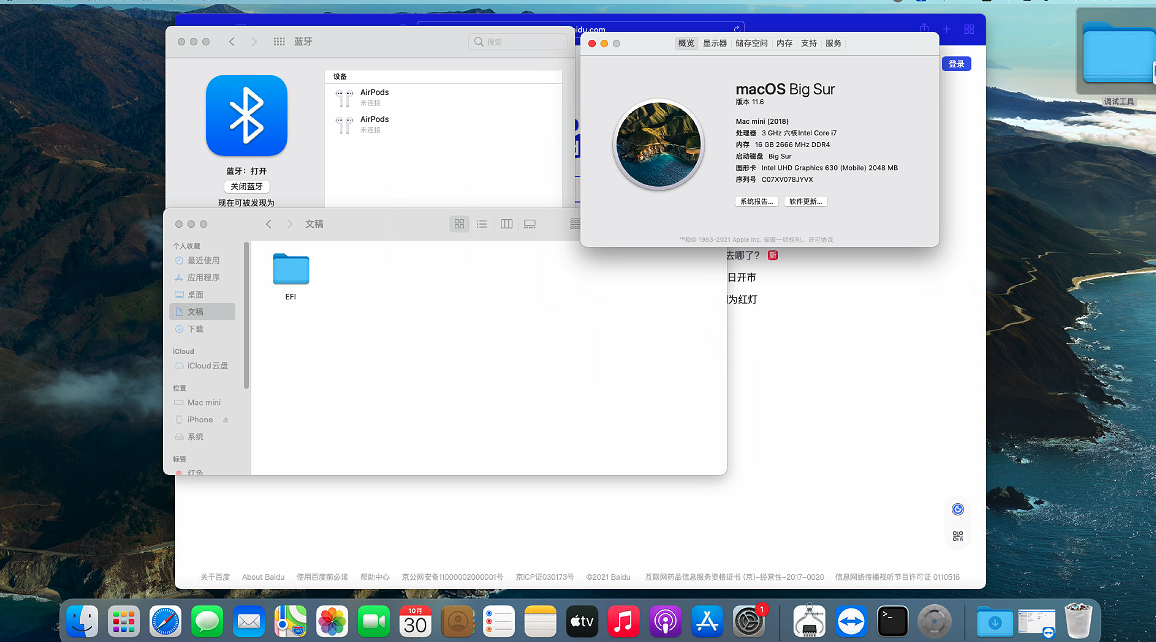 蓝牙
搜索
设备
AirPods
未连接
AirPods
未连接
蓝牙：打开
关闭蓝牙
现在可被发现为
idu.com
登录
调试工具
概览 显示器 储存空间 内存 支持 服务
macOS Big Sur
版本 11.6
Mac mini (2018)
处理器 3 GHz 六核Intel Core i7
内存 16 GB 2666 MHz DDR4
启动磁盘 Big Sur
图形卡 Intel UHD Graphics 630 (Mobile) 2048 MB
序列号 C07XV07BJYVX
系统报告... 软件更新...
™和© 1983-2021 Apple Inc. 保留一切权利。许可协议
去哪了？ 新
日开市
为红灯
文稿
个人收藏
最近使用
应用程序
桌面
文稿
下载
iCloud
iCloud云盘
位置
Mac mini
iPhone
系统
标签
红色
EFI
关于百度 About Baidu 使用百度前必读 帮助中心 京公网安备11000002000001号 京ICP证030173号 ©2021 Baidu 互联网药品信息服务资格证书 (京)-经营性-2017-0020 信息网络传播视听节目许可证 0110516
10月
30
tv
1